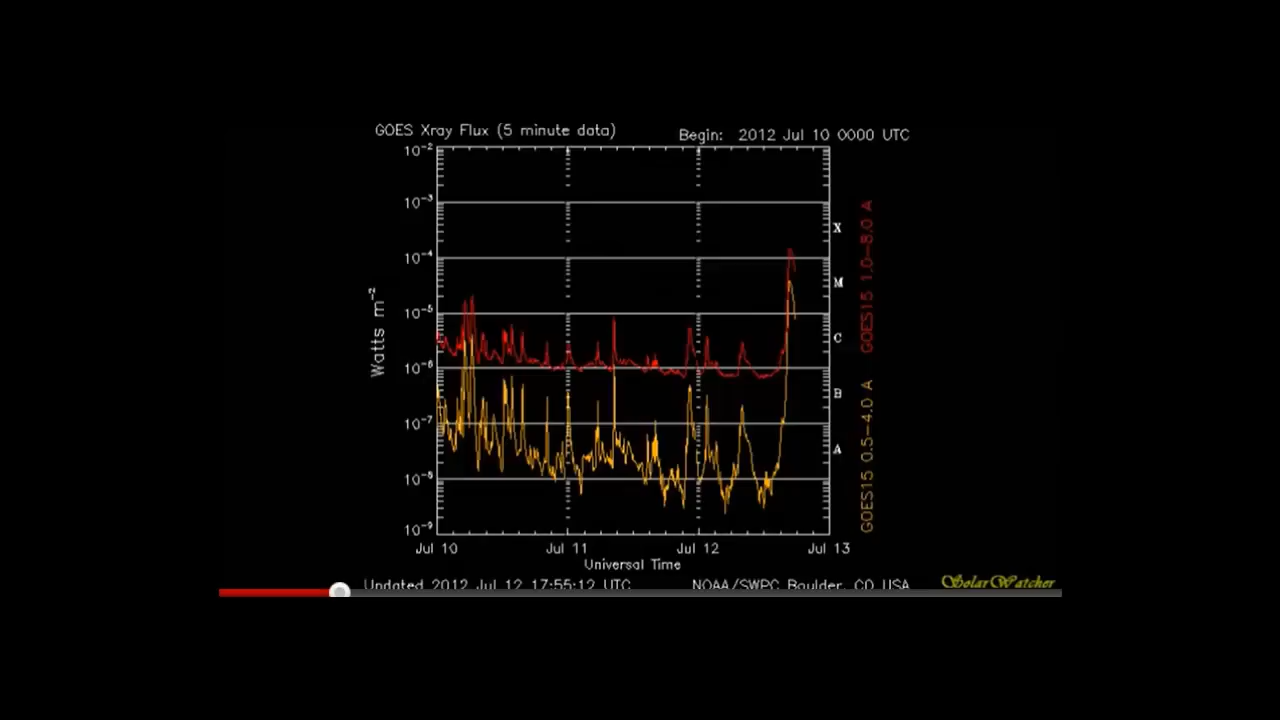 GOES Xray Flux (5 minute data)
Begin: 2012 Jul 10 0000 UTC
10-2
10-3
10-4
10-5
10-6
10-7
10-8
10-9
Watts m-2
X
M
C
B
A
GOES15 1.0-8.0 A
GOES15 0.5-4.0 A
Jul 10 Jul 11 Jul 12 Jul 13
Universal Time
Updated 2012 Jul 12 17:55:12 UTC
NOAA/SWPC Boulder, CO USA
SolarWatcher